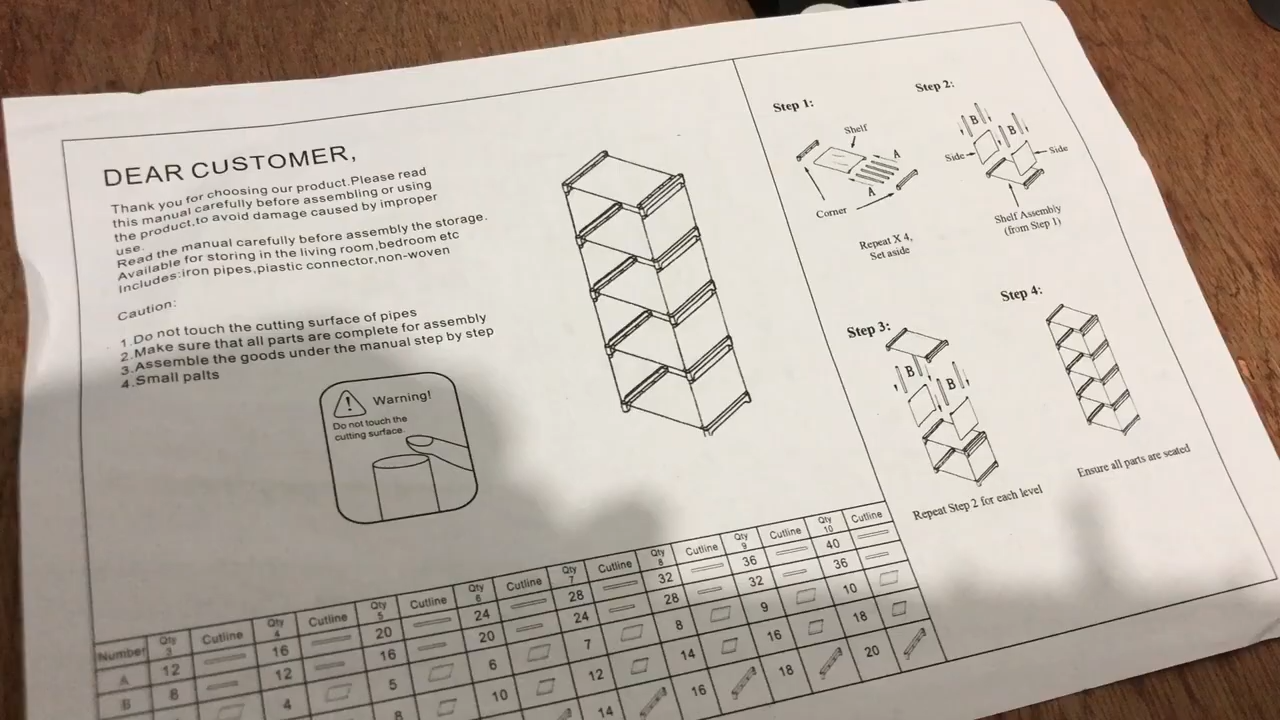 DEAR CUSTOMER,
Thank you for choosing our product.Please read
this manual carefully before assembling or using
the product,to avoid damage caused by improper
use.
Read the manual carefully before assembly the storage.
Available for storing in the living room,bedroom etc
Includes:iron pipes,plastic connector,non-woven
Caution:
1.Do not touch the cutting surface of pipes
2.Make sure that all parts are complete for assembly
3.Assemble the goods under the manual step by step
4.Small palts
Warning!
Do not touch the
cutting surface.
Step 1:
Shelf
A
A
Corner
Repeat X 4,
Set aside
Step 2:
B
B
Side
Side
Shelf Assembly
(from Step 1)
Step 3:
B
B
Repeat Step 2 for each level
Step 4:
Ensure all parts are seated
Number Qty 3 Cutline Qty 4 Cutline Qty 5 Cutline Qty 6 Cutline Qty 7 Cutline Qty 8 Cutline Qty 9 Cutline Qty 10 Cutline
A 12 16 20 24 28 32 36 40
B 8 12 16 20 24 28 32 36
4 5 6 7 8 9 10
8 10 12 14 16 18
14 16 18 20